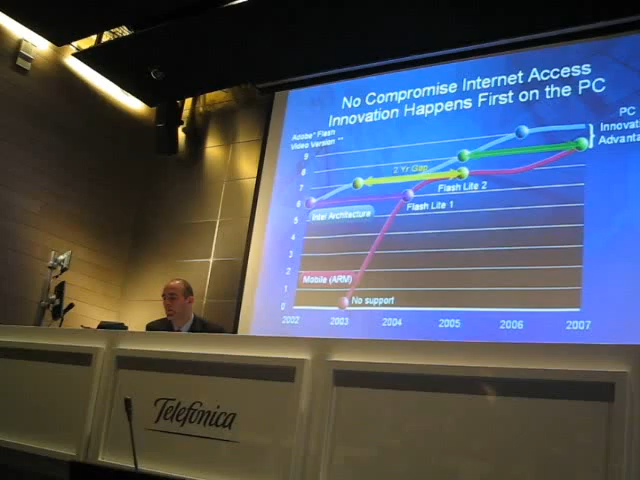 No Compromise Internet Access
Innovation Happens First on the PC
Adobe* Flash
Video Version **
PC
Advanta
9
8
7
6
5
4
3
2
1
0
2 Yr Gap
Flash Lite 2
Flash Lite 1
Intel Architecture
Mobile (ARM)
No support
2002 2003 2004 2005 2006 2007
Telefónica